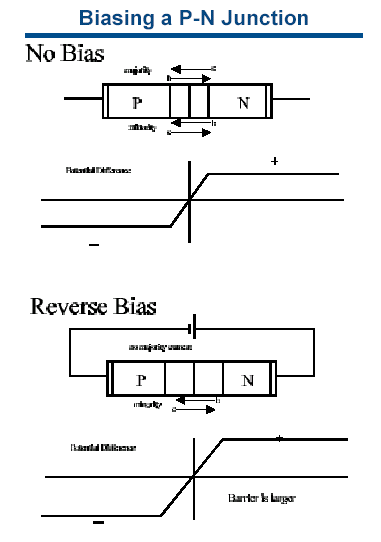 Biasing a P-N Junction
No Bias
majority
e
h
P N
minority
h
e
Potential Difference
+
−
Reverse Bias
no majority current
P N
minority
h
e
Potential Difference
+
Barrier is larger
−